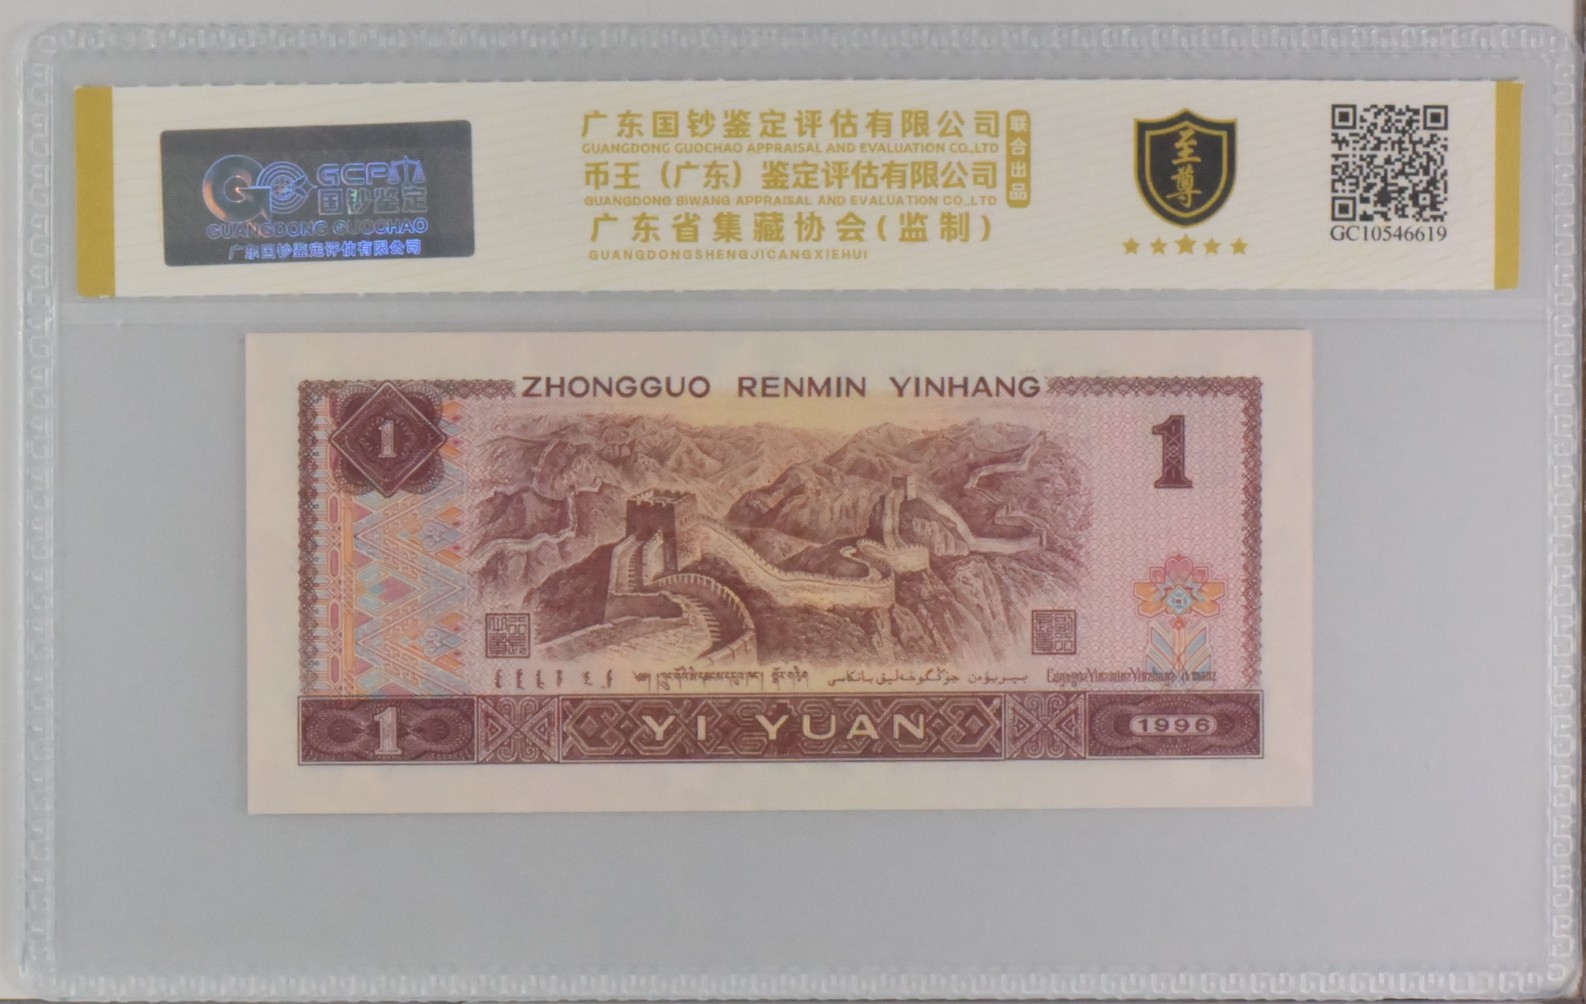 GCP
国钞鉴定
GUANGDONG GUOCHAO
广东国钞鉴定评估有限公司
广东国钞鉴定评估有限公司
GUANGDONG GUOCHAO APPRAISAL AND EVALUATION CO.,LTD
币王（广东）鉴定评估有限公司
GUANGDONG BIWANG APPRAISAL AND EVALUATION CO.,LTD
联合出品
广东省集藏协会(监制)
GUANGDONGSHENGJICANGXIEHUI
至尊
GC10546619
ZHONGGUO RENMIN YINHANG
1
1
1
YI YUAN
1996